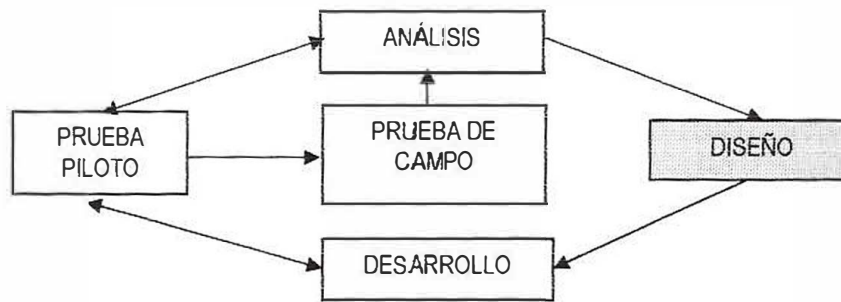 ANÁLISIS
PRUEBA
PILOTO
PRUEBA DE
CAMPO
DISEÑO
DESARROLLO